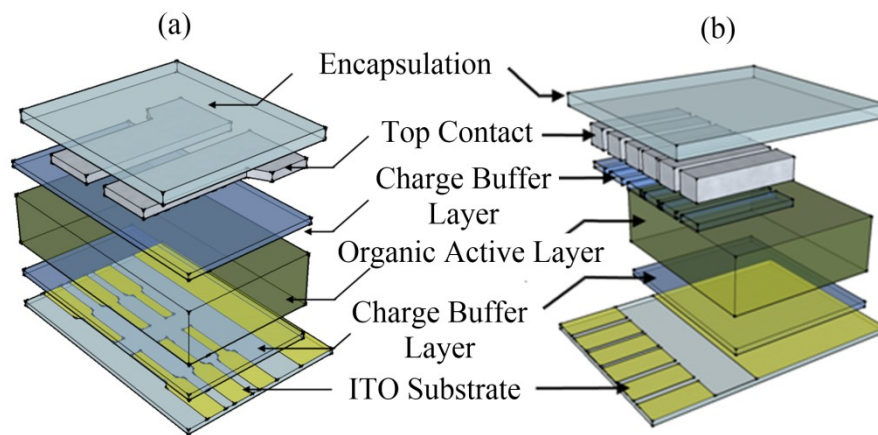 (a)
(b)
Encapsulation
Top Contact
Charge Buffer
Layer
Organic Active Layer
Charge Buffer
Layer
ITO Substrate